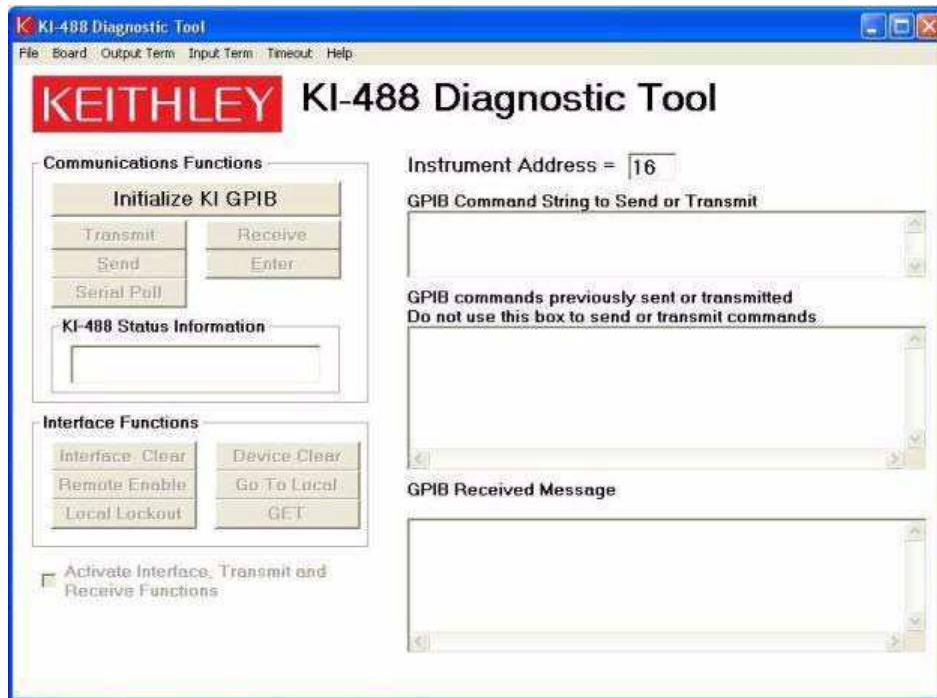 KI-488 Diagnostic Tool
File Board Output Term Input Term Timeout Help
KEITHLEY
KI-488 Diagnostic Tool
Communications Functions
Initialize KI GPIB
Transmit
Receive
Send
Enter
Serial Poll
KI-488 Status Information
Interface Functions
Interface Clear
Device Clear
Remote Enable
Go To Local
Local Lockout
GET
Activate Interface, Transmit and
Receive Functions
Instrument Address = 16
GPIB Command String to Send or Transmit
GPIB commands previously sent or transmitted
Do not use this box to send or transmit commands
GPIB Received Message